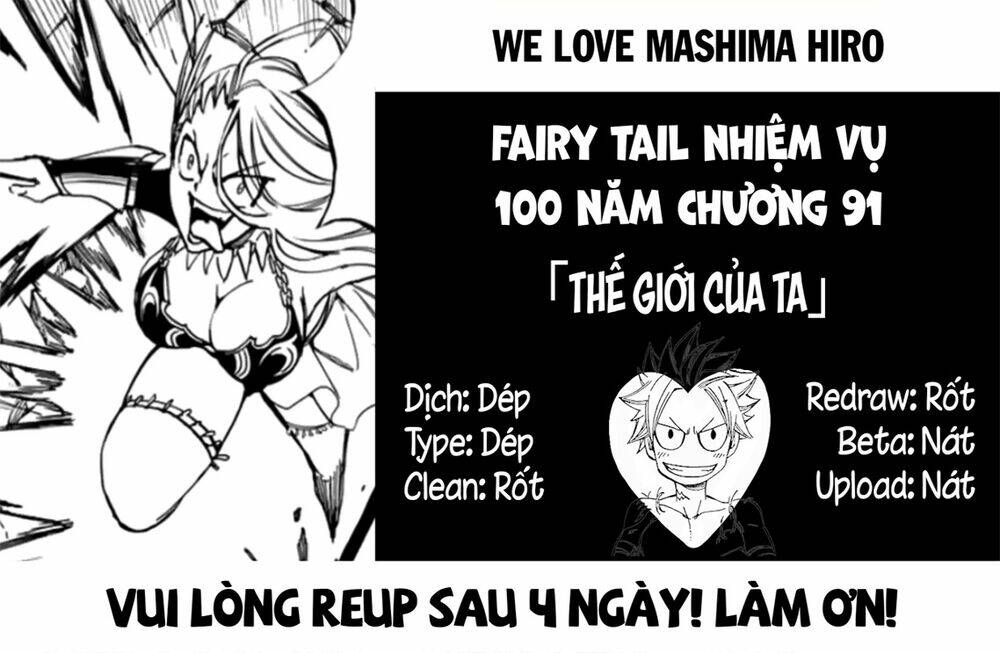 WE LOVE MASHIMA HIRO
FAIRY TAIL NHIỆM VỤ
100 NĂM CHƯƠNG 91
「THẾ GIỚI CỦA TA」
Dịch: Dép
Type: Dép
Clean: Rốt
Redraw: Rốt
Beta: Nát
Upload: Nát
VUI LÒNG REUP SAU 4 NGÀY! LÀM ƠN!